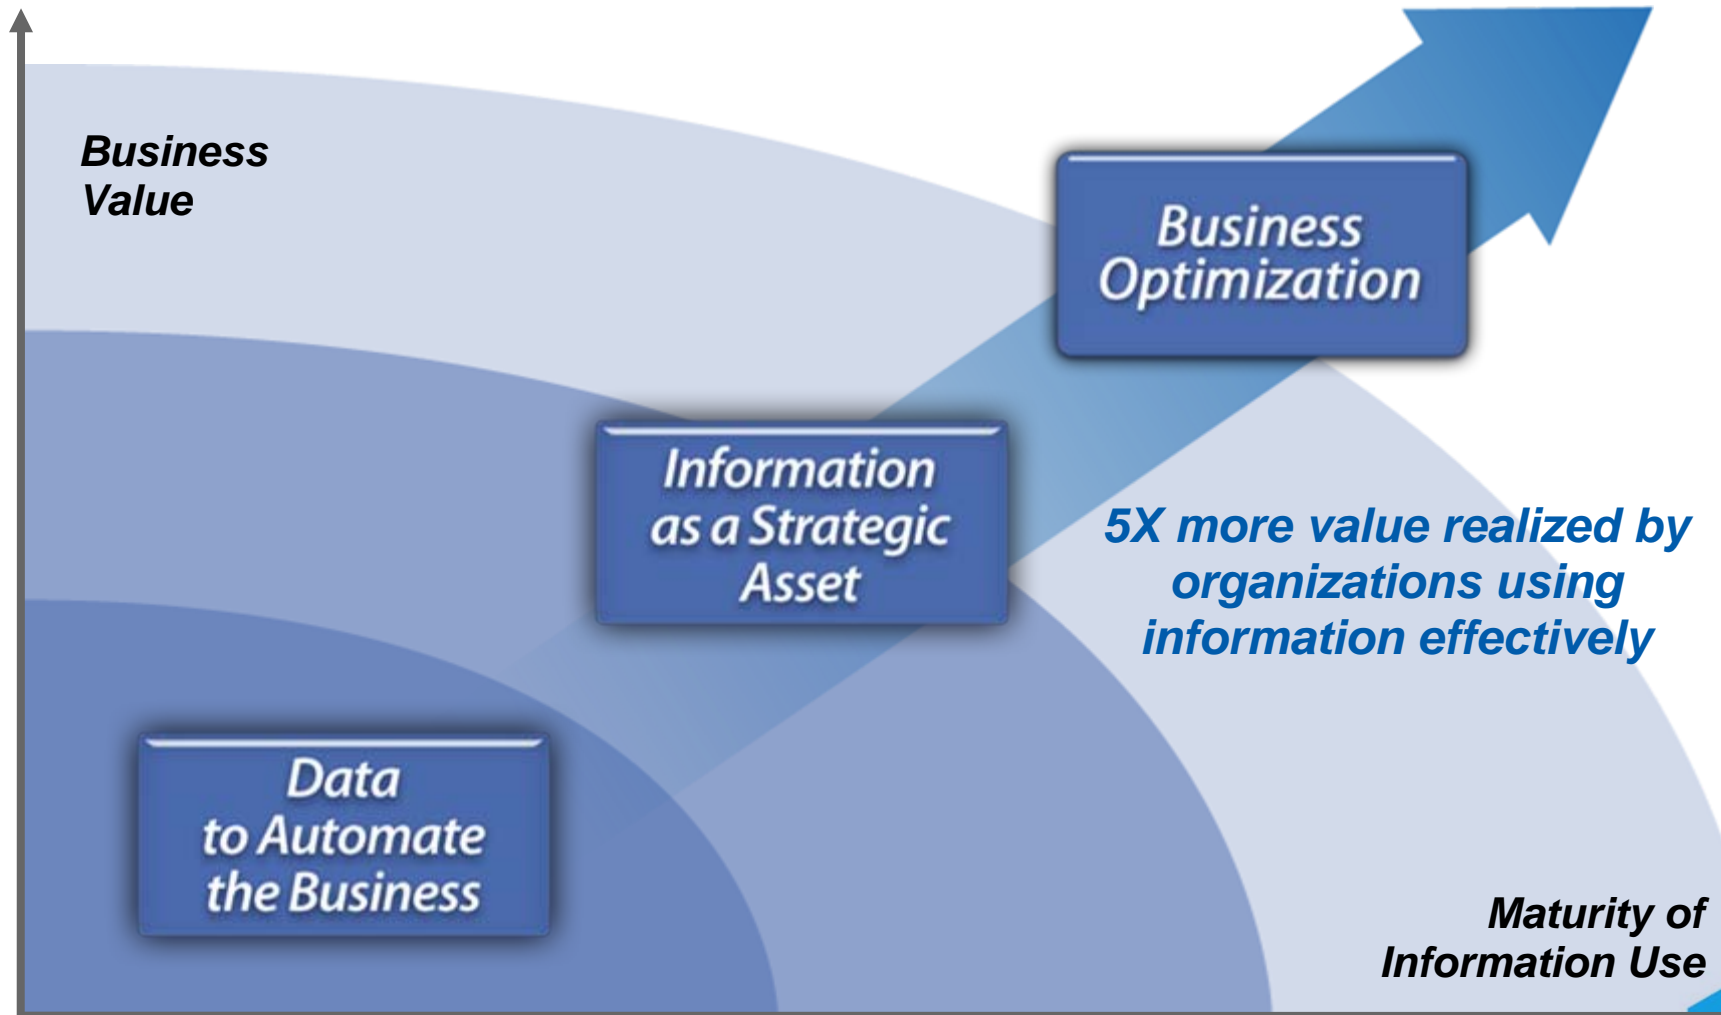 Business
Value
Business
Optimization
Information
as a Strategic
Asset
5X more value realized by
organizations using
information effectively
Data
to Automate
the Business
Maturity of
Information Use